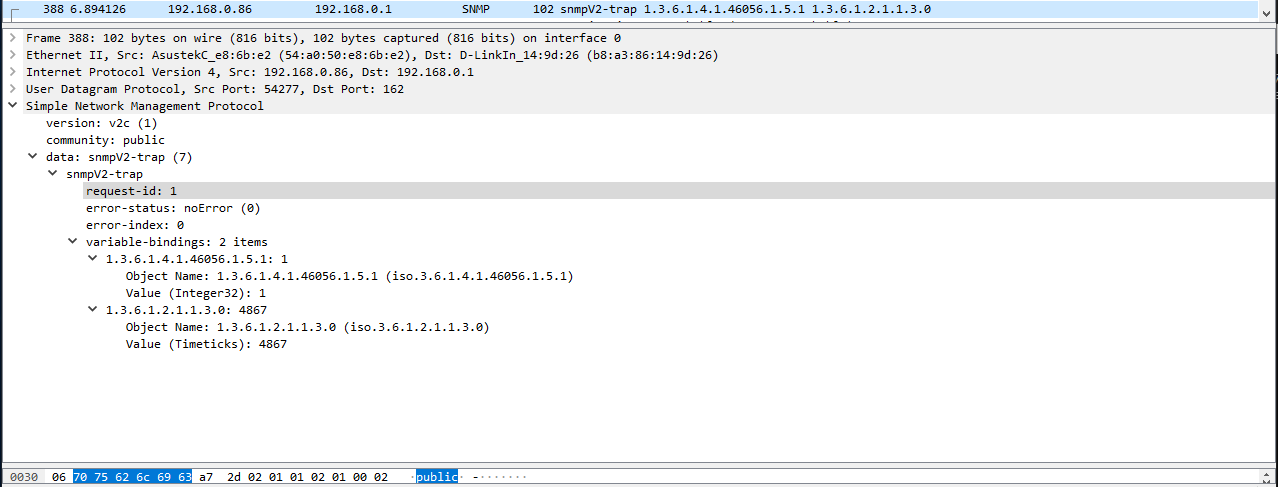 388 6.894126 192.168.0.86 192.168.0.1 SNMP 102 snmpV2-trap 1.3.6.1.4.1.46056.1.5.1 1.3.6.1.2.1.1.3.0
Frame 388: 102 bytes on wire (816 bits), 102 bytes captured (816 bits) on interface 0
Ethernet II, Src: AsustekC_e8:6b:e2 (54:a0:50:e8:6b:e2), Dst: D-LinkIn_14:9d:26 (b8:a3:86:14:9d:26)
Internet Protocol Version 4, Src: 192.168.0.86, Dst: 192.168.0.1
User Datagram Protocol, Src Port: 54277, Dst Port: 162
Simple Network Management Protocol
version: v2c (1)
community: public
data: snmpV2-trap (7)
snmpV2-trap
request-id: 1
error-status: noError (0)
error-index: 0
variable-bindings: 2 items
1.3.6.1.4.1.46056.1.5.1: 1
Object Name: 1.3.6.1.4.1.46056.1.5.1 (iso.3.6.1.4.1.46056.1.5.1)
Value (Integer32): 1
1.3.6.1.2.1.1.3.0: 4867
Object Name: 1.3.6.1.2.1.1.3.0 (iso.3.6.1.2.1.1.3.0)
Value (Timeticks): 4867
0030 06 70 75 62 6c 69 63 a7 2d 02 01 01 02 01 00 02 ·public· -·······